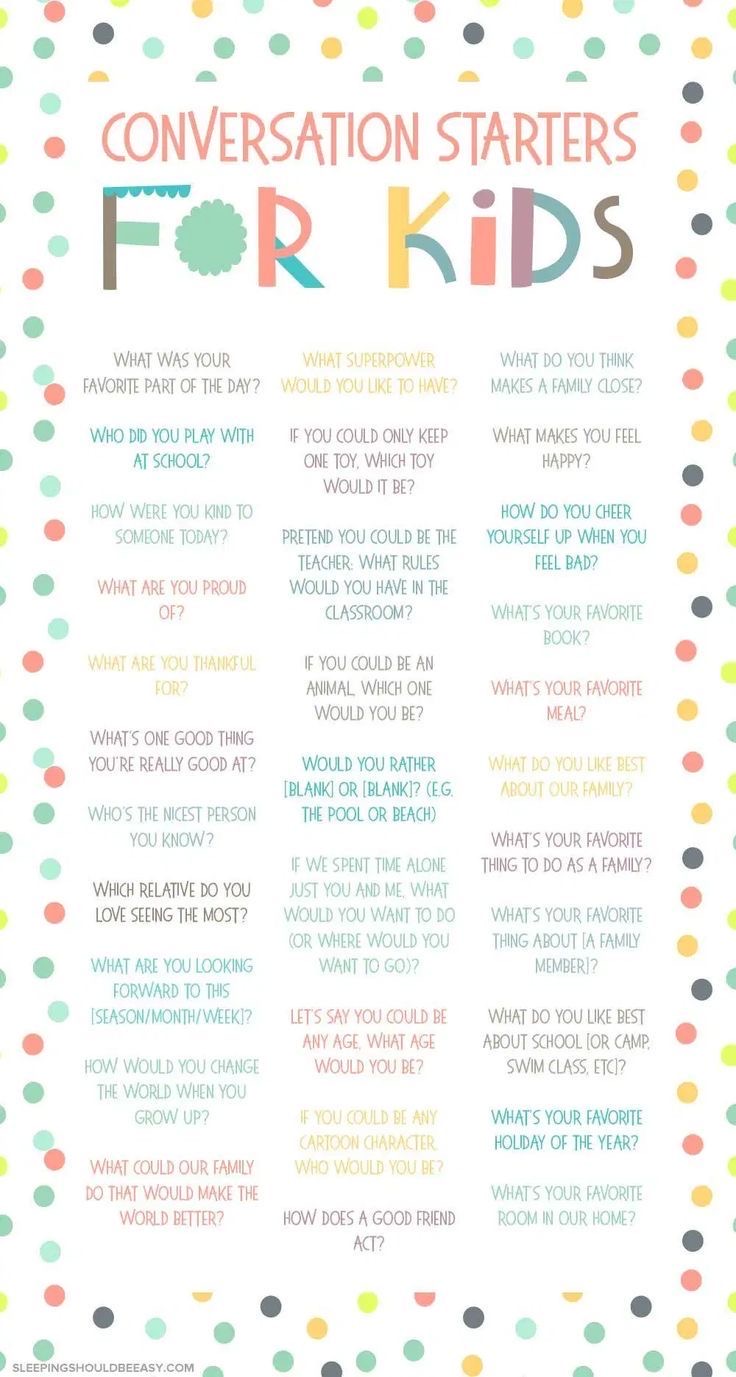 CONVERSATION STARTERS
FOR KIDS
WHAT WAS YOUR
FAVORITE PART OF THE DAY?
WHO DID YOU PLAY WITH
AT SCHOOL?
HOW WERE YOU KIND TO
SOMEONE TODAY?
WHAT ARE YOU PROUD
OF?
WHAT ARE YOU THANKFUL
FOR?
WHAT'S ONE GOOD THING
YOU'RE REALLY GOOD AT?
WHO'S THE NICEST PERSON
YOU KNOW?
WHICH RELATIVE DO YOU
LOVE SEEING THE MOST?
WHAT ARE YOU LOOKING
FORWARD TO THIS
[SEASON/MONTH/WEEK]?
HOW WOULD YOU CHANGE
THE WORLD WHEN YOU
GROW UP?
WHAT COULD OUR FAMILY
DO THAT WOULD MAKE THE
WORLD BETTER?
WHAT SUPERPOWER
WOULD YOU LIKE TO HAVE?
IF YOU COULD ONLY KEEP
ONE TOY, WHICH TOY
WOULD IT BE?
PRETEND YOU COULD BE THE
TEACHER. WHAT RULES
WOULD YOU HAVE IN THE
CLASSROOM?
IF YOU COULD BE AN
ANIMAL, WHICH ONE
WOULD YOU BE?
WOULD YOU RATHER
[BLANK] OR [BLANK]? (E.G.
THE POOL OR BEACH)
IF WE SPENT TIME ALONE
JUST YOU AND ME, WHAT
WOULD YOU WANT TO DO
(OR WHERE WOULD YOU
WANT TO GO)?
LET'S SAY YOU COULD BE
ANY AGE. WHAT AGE
WOULD YOU BE?
IF YOU COULD BE ANY
CARTOON CHARACTER,
WHO WOULD YOU BE?
HOW DOES A GOOD FRIEND
ACT?
WHAT DO YOU THINK
MAKES A FAMILY CLOSE?
WHAT MAKES YOU FEEL
HAPPY?
HOW DO YOU CHEER
YOURSELF UP WHEN YOU
FEEL BAD?
WHAT'S YOUR FAVORITE
BOOK?
WHAT'S YOUR FAVORITE
MEAL?
WHAT DO YOU LIKE BEST
ABOUT OUR FAMILY?
WHAT'S YOUR FAVORITE
THING TO DO AS A FAMILY?
WHAT'S YOUR FAVORITE
THING ABOUT [A FAMILY
MEMBER]?
WHAT DO YOU LIKE BEST
ABOUT SCHOOL [OR CAMP,
SWIM CLASS, ETC]?
WHAT'S YOUR FAVORITE
HOLIDAY OF THE YEAR?
WHAT'S YOUR FAVORITE
ROOM IN OUR HOME?
SLEEPINGSHOULDBEEASY.COM